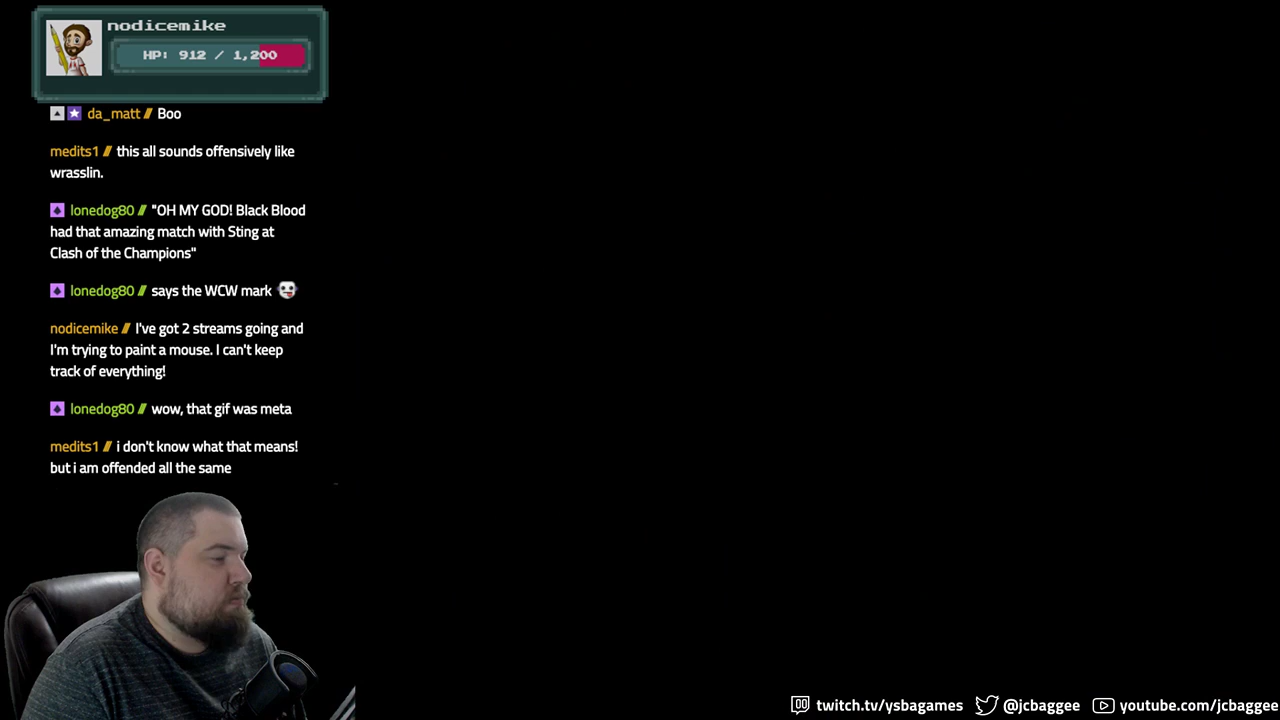 nodicemike
HP: 912 / 1,200
da_matt // Boo
medits1 // this all sounds offensively like
wrasslin.
lonedog80 // "OH MY GOD! Black Blood
had that amazing match with Sting at
Clash of the Champions"
lonedog80 // says the WCW mark
nodicemike // I've got 2 streams going and
I'm trying to paint a mouse. I can't keep
track of everything!
lonedog80 // wow, that gif was meta
medits1 // i don't know what that means!
but i am offended all the same
twitch.tv/ysbagames @jcbaggee youtube.com/jcbaggee